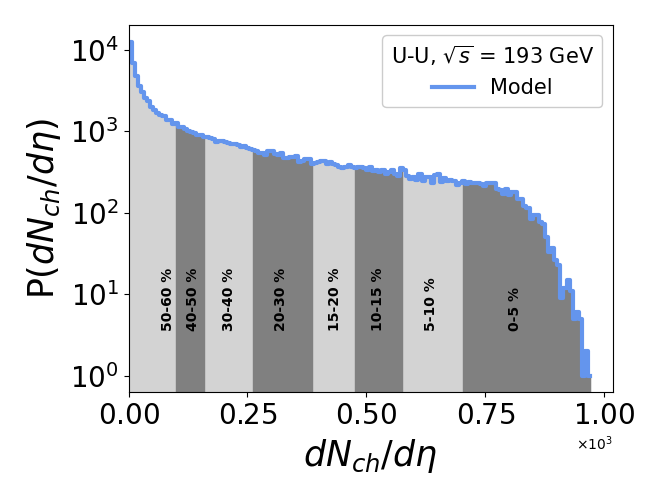 U-U, √s = 193 GeV
Model
P(dN_ch/dη)
10⁴
10³
10²
10¹
10⁰
50-60 %
40-50 %
30-40 %
20-30 %
15-20 %
10-15 %
5-10 %
0-5 %
0.00 0.25 0.50 0.75 1.00
×10³
dN_ch/dη